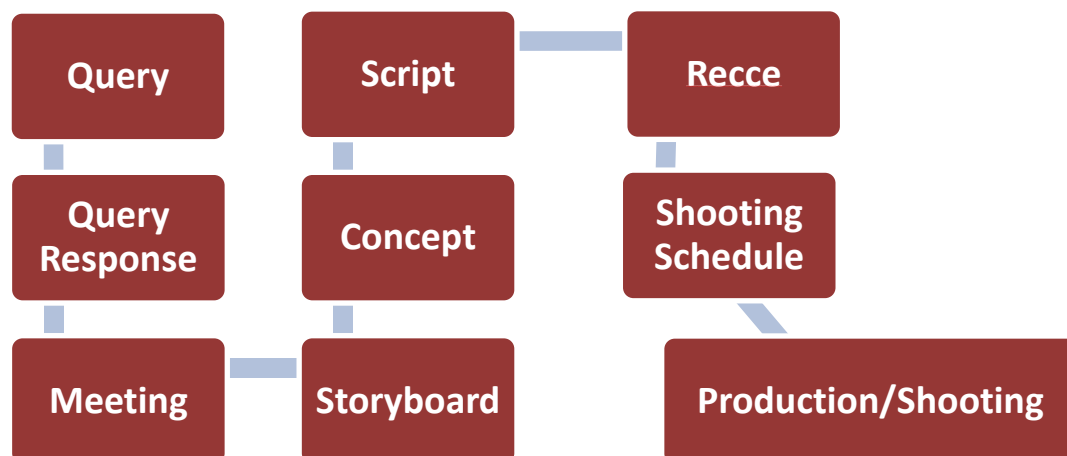 Query
Script
Recce
Query
Response
Concept
Shooting
Schedule
Meeting
Storyboard
Production/Shooting